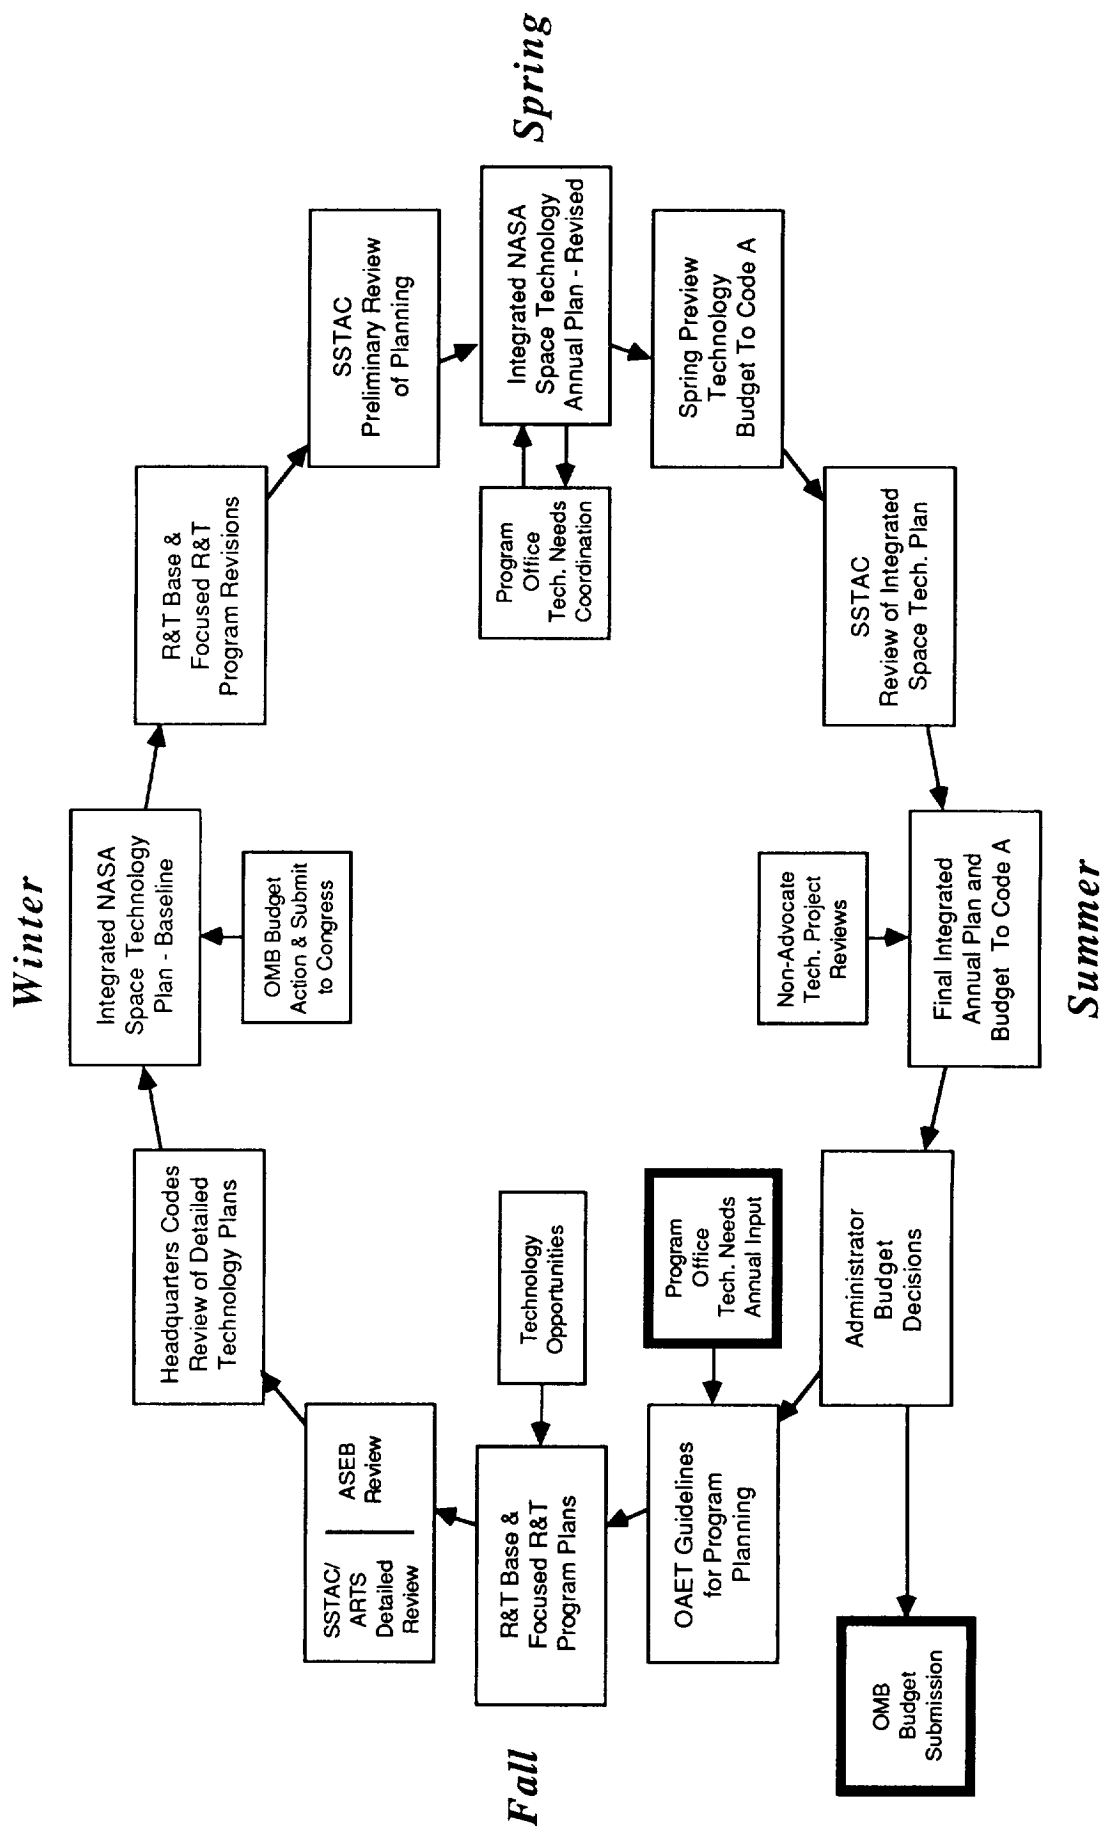 Winter
Integrated NASA
Space Technology
Plan - Baseline
OMB Budget
Action & Submit
to Congress
R&T Base &
Focused R&T
Program Revisions
SSTAC
Preliminary Review
of Planning
Spring
Integrated NASA
Space Technology
Annual Plan - Revised
Program
Office
Tech. Needs
Coordination
Spring Preview
Technology
Budget To Code A
SSTAC
Review of Integrated
Space Tech. Plan
Summer
Final Integrated
Annual Plan and
Budget To Code A
Non-Advocate
Tech. Project
Reviews
Administrator
Budget
Decisions
OMB
Budget
Submission
Program
Office
Tech. Needs
Annual Input
OAET Guidelines
for Program
Planning
Fall
R&T Base &
Focused R&T
Program Plans
Technology
Opportunities
SSTAC/
ARTS
Detailed
Review
ASEB
Review
Headquarters Codes
Review of Detailed
Technology Plans